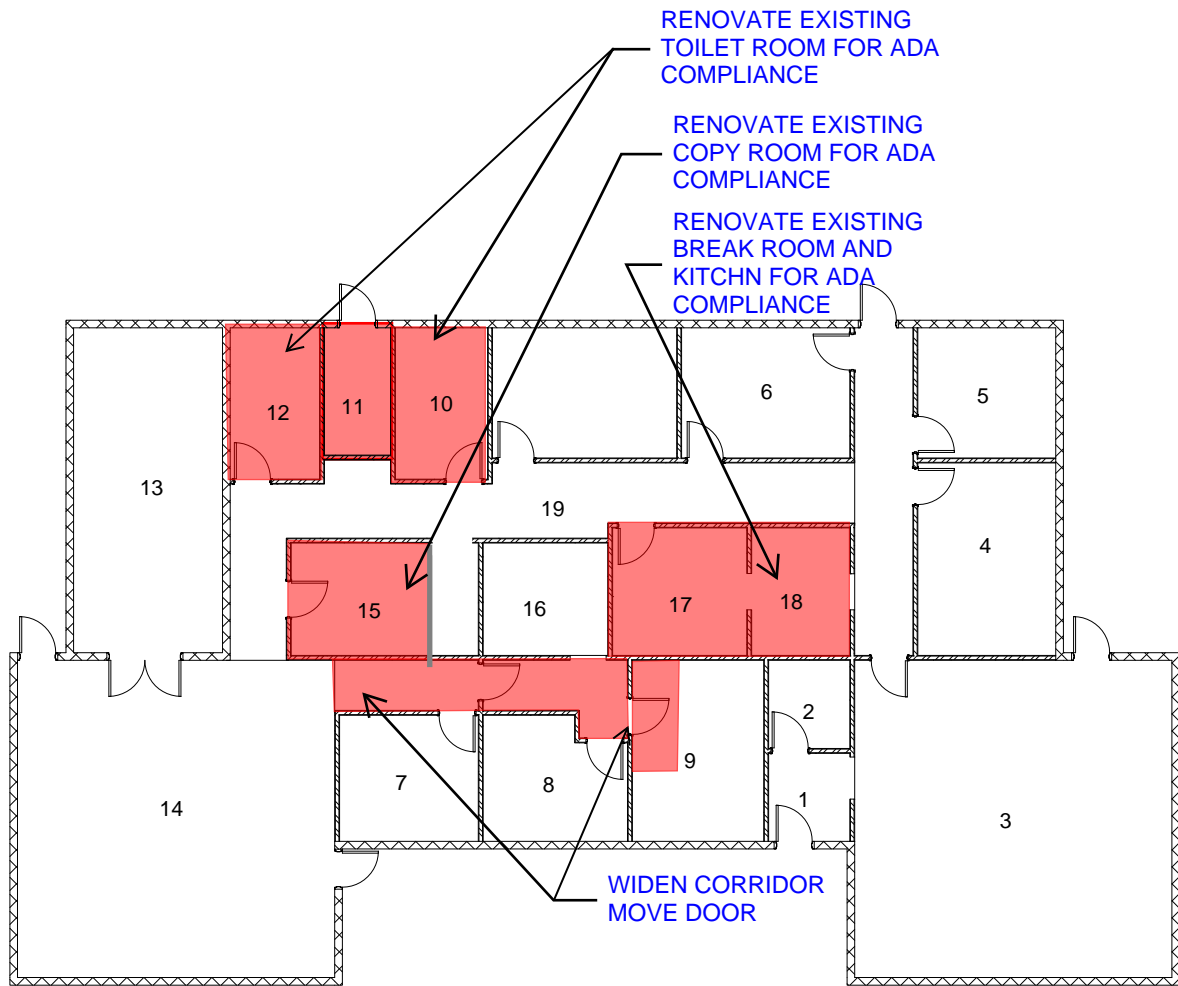 RENOVATE EXISTING
TOILET ROOM FOR ADA
COMPLIANCE
RENOVATE EXISTING
COPY ROOM FOR ADA
COMPLIANCE
RENOVATE EXISTING
BREAK ROOM AND
KITCHN FOR ADA
COMPLIANCE
6
5
12
11
10
13
19
4
15
16
17
18
2
7
8
9
1
14
3
WIDEN CORRIDOR
MOVE DOOR